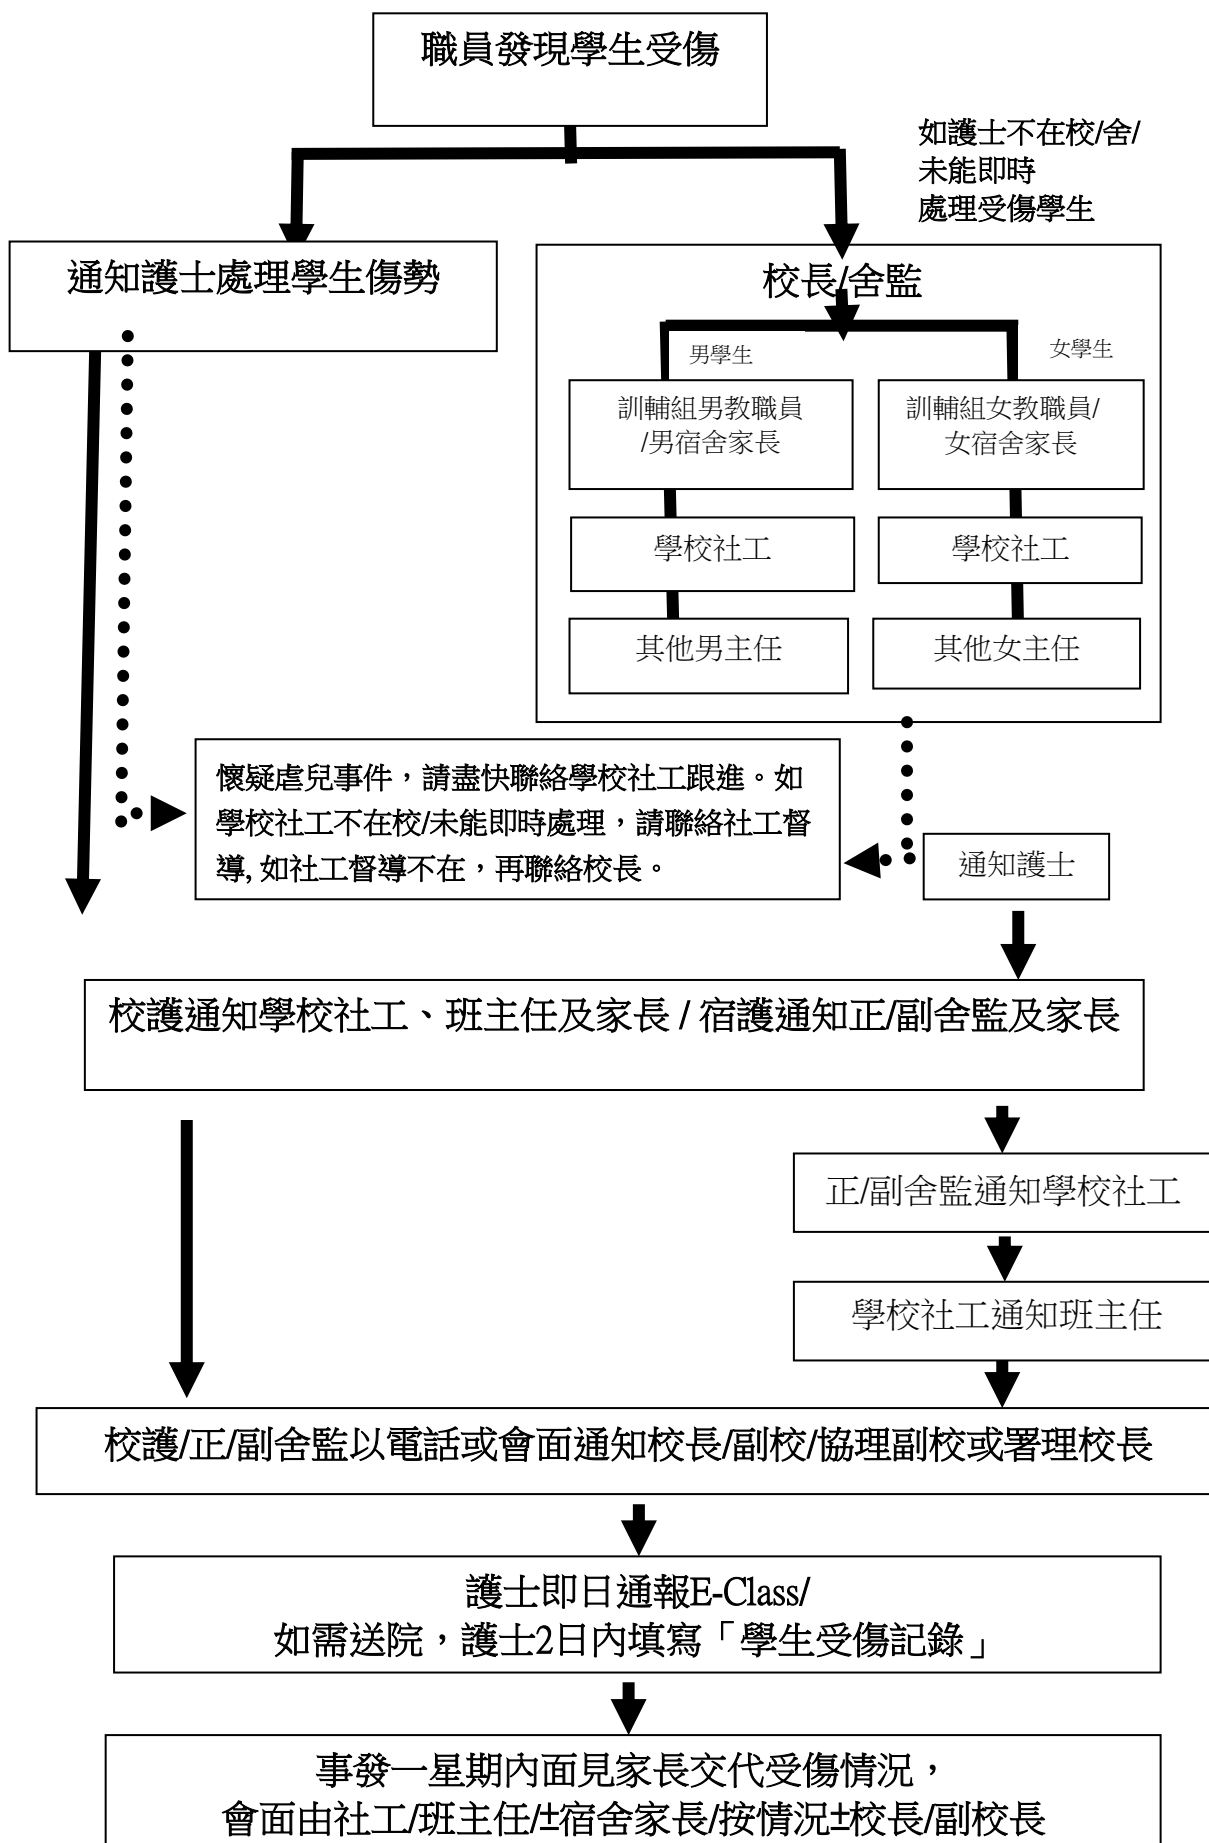 職員發現學生受傷
如護士不在校/舍/
未能即時
處理受傷學生
通知護士處理學生傷勢
校長/舍監
男學生
女學生
訓輔組男教職員
/男宿舍家長
訓輔組女教職員/
女宿舍家長
學校社工
學校社工
其他男主任
其他女主任
懷疑虐兒事件，請盡快聯絡學校社工跟進。如
學校社工不在校/未能即時處理，請聯絡社工督
導, 如社工督導不在，再聯絡校長。
通知護士
校護通知學校社工、班主任及家長 / 宿護通知正/副舍監及家長
正/副舍監通知學校社工
學校社工通知班主任
校護/正/副舍監以電話或會面通知校長/副校/協理副校或署理校長
護士即日通報E-Class/
如需送院，護士2日內填寫「學生受傷記錄」
事發一星期內面見家長交代受傷情況，
會面由社工/班主任/±宿舍家長/按情況±校長/副校長